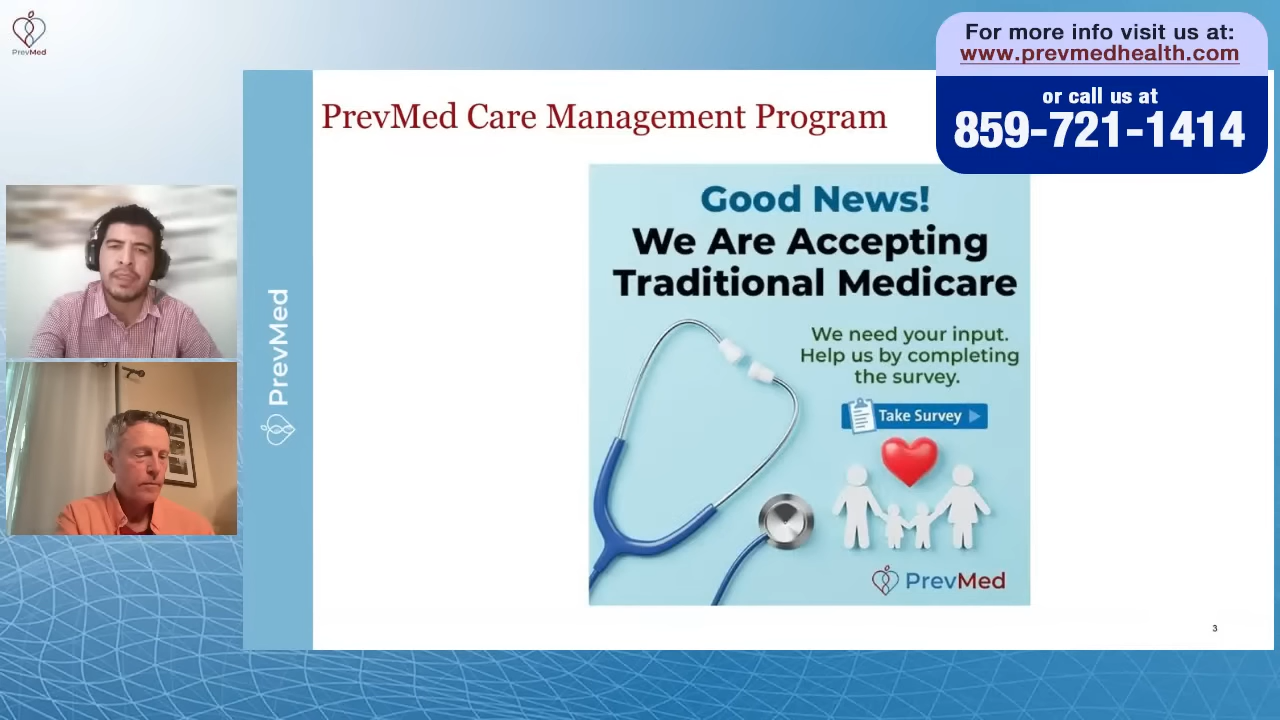 PrevMed
For more info visit us at:
www.prevmedhealth.com
or call us at
859-721-1414
PrevMed Care Management Program
Good News!
We Are Accepting
Traditional Medicare
We need your input.
Help us by completing
the survey.
Take Survey
PrevMed
PrevMed
3